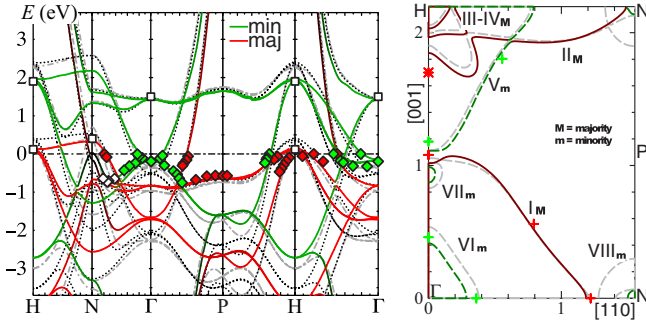 E (eV)
min
maj
3
2
1
0
−1
−2
−3
H
N
Γ
P
H
Γ
H
N
2
III-IVM
IIM
Vm
[001]
M = majority
m = minority
1
P
VIIm
IM
VIm
VIIIm
Γ
0
0
1
[110]
N